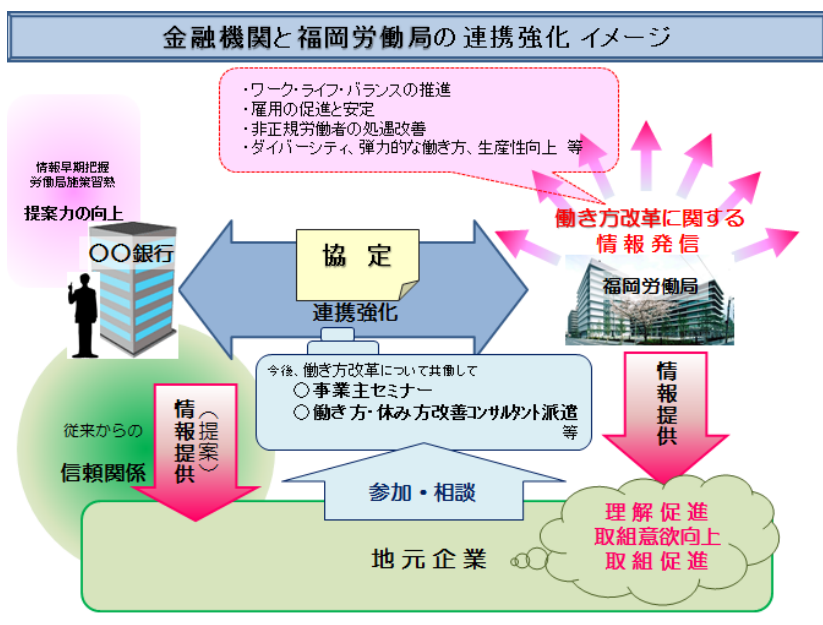 金融機関と福岡労働局の連携強化 イメージ
・ワーク・ライフ・バランスの推進
・雇用の促進と安定
・非正規労働者の処遇改善
・ダイバーシティ、弾力的な働き方、生産性向上 等
情報早期把握
労働局施策習熟
提案力の向上
〇〇銀行
協 定
連携強化
働き方改革に関する
情報発信
福岡労働局
今後、働き方改革について共働して
〇事業主セミナー
〇働き方・休み方改善コンサルタント派遣
等
従来からの
信頼関係
情報提供
（提案）
情報提供
参加・相談
地元企業
理解促進
取組意欲向上
取組促進